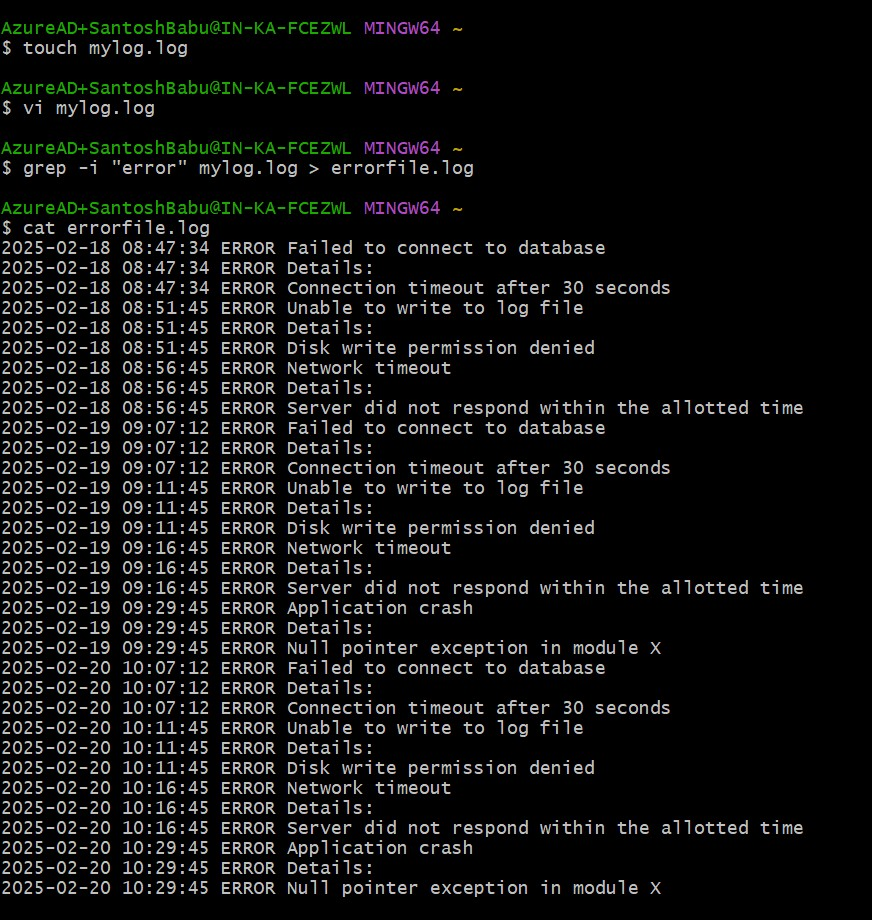 AzureAD+SantoshBabu@IN-KA-FCEZWL MINGW64 ~
$ touch mylog.log
AzureAD+SantoshBabu@IN-KA-FCEZWL MINGW64 ~
$ vi mylog.log
AzureAD+SantoshBabu@IN-KA-FCEZWL MINGW64 ~
$ grep -i "error" mylog.log > errorfile.log
AzureAD+SantoshBabu@IN-KA-FCEZWL MINGW64 ~
$ cat errorfile.log
2025-02-18 08:47:34 ERROR Failed to connect to database
2025-02-18 08:47:34 ERROR Details:
2025-02-18 08:47:34 ERROR Connection timeout after 30 seconds
2025-02-18 08:51:45 ERROR Unable to write to log file
2025-02-18 08:51:45 ERROR Details:
2025-02-18 08:51:45 ERROR Disk write permission denied
2025-02-18 08:56:45 ERROR Network timeout
2025-02-18 08:56:45 ERROR Details:
2025-02-18 08:56:45 ERROR Server did not respond within the allotted time
2025-02-19 09:07:12 ERROR Failed to connect to database
2025-02-19 09:07:12 ERROR Details:
2025-02-19 09:07:12 ERROR Connection timeout after 30 seconds
2025-02-19 09:11:45 ERROR Unable to write to log file
2025-02-19 09:11:45 ERROR Details:
2025-02-19 09:11:45 ERROR Disk write permission denied
2025-02-19 09:16:45 ERROR Network timeout
2025-02-19 09:16:45 ERROR Details:
2025-02-19 09:16:45 ERROR Server did not respond within the allotted time
2025-02-19 09:29:45 ERROR Application crash
2025-02-19 09:29:45 ERROR Details:
2025-02-19 09:29:45 ERROR Null pointer exception in module X
2025-02-20 10:07:12 ERROR Failed to connect to database
2025-02-20 10:07:12 ERROR Details:
2025-02-20 10:07:12 ERROR Connection timeout after 30 seconds
2025-02-20 10:11:45 ERROR Unable to write to log file
2025-02-20 10:11:45 ERROR Details:
2025-02-20 10:11:45 ERROR Disk write permission denied
2025-02-20 10:16:45 ERROR Network timeout
2025-02-20 10:16:45 ERROR Details:
2025-02-20 10:16:45 ERROR Server did not respond within the allotted time
2025-02-20 10:29:45 ERROR Application crash
2025-02-20 10:29:45 ERROR Details:
2025-02-20 10:29:45 ERROR Null pointer exception in module X